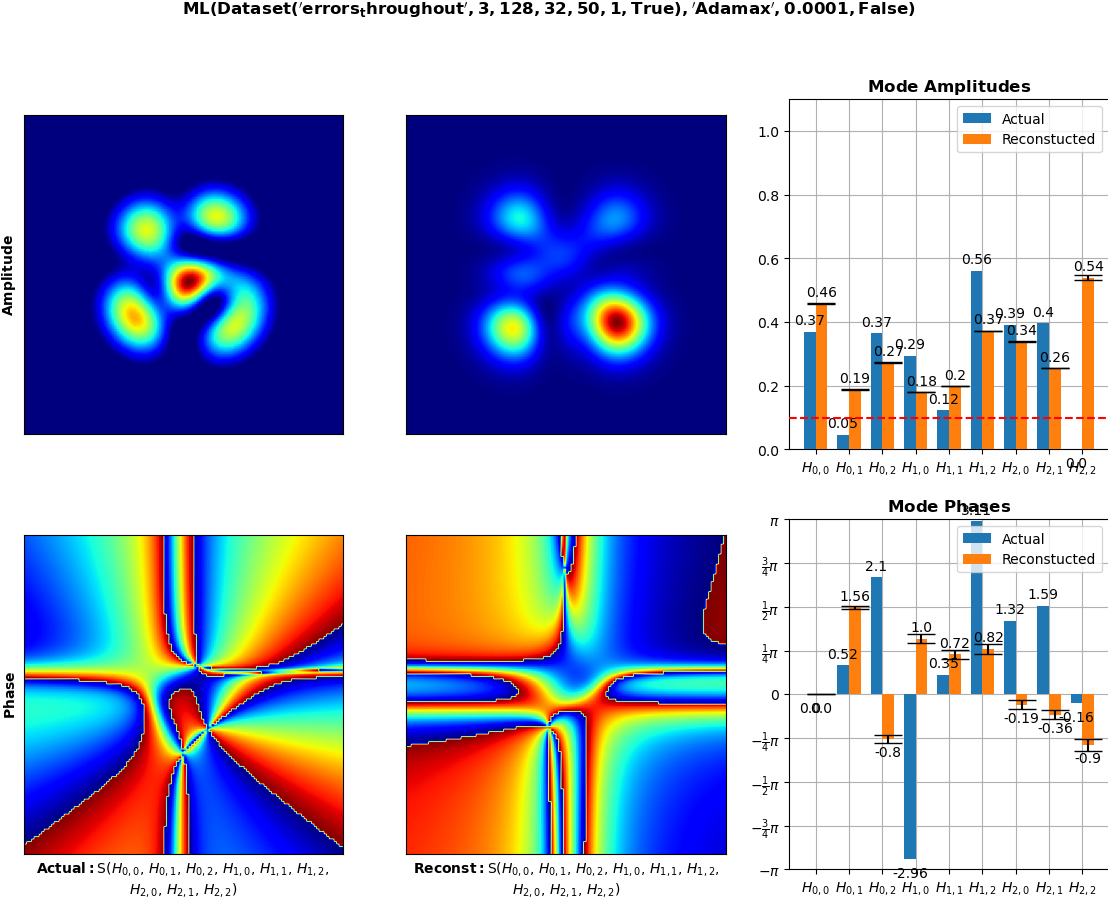 ML(Dataset('errors_throughout', 3, 128, 32, 50, 1, True), 'Adamax', 0.0001, False)
Amplitude
Mode Amplitudes
Actual
Reconstucted
1.0
0.8
0.6
0.4
0.2
0.0
0.37
0.46
0.05
0.19
0.37
0.27
0.29
0.18
0.12
0.2
0.56
0.37
0.39
0.34
0.4
0.26
0.0
0.54
H0,0 H0,1 H0,2 H1,0 H1,1 H1,2 H2,0 H2,1 H2,2
Phase
Mode Phases
Actual
Reconstucted
π
3/4π
1/2π
1/4π
0
−1/4π
−1/2π
−3/4π
−π
0.0
0.0
0.52
1.56
2.1
-0.8
-2.96
1.0
0.35
0.72
3.11
0.82
1.32
-0.19
1.59
-0.36
-0.16
-0.9
H0,0 H0,1 H0,2 H1,0 H1,1 H1,2 H2,0 H2,1 H2,2
Actual: S(H0,0, H0,1, H0,2, H1,0, H1,1, H1,2,
H2,0, H2,1, H2,2)
Reconst: S(H0,0, H0,1, H0,2, H1,0, H1,1, H1,2,
H2,0, H2,1, H2,2)